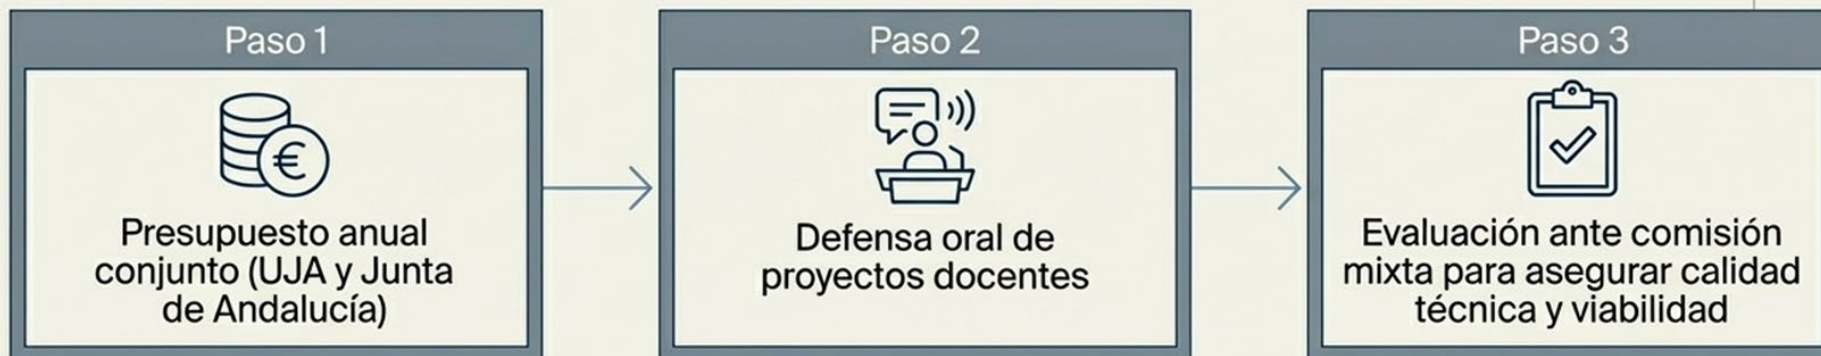 Paso 1
Presupuesto anual
conjunto (UJA y Junta
de Andalucía)
Paso 2
Defensa oral de
proyectos docentes
Paso 3
Evaluación ante comisión
mixta para asegurar calidad
técnica y viabilidad